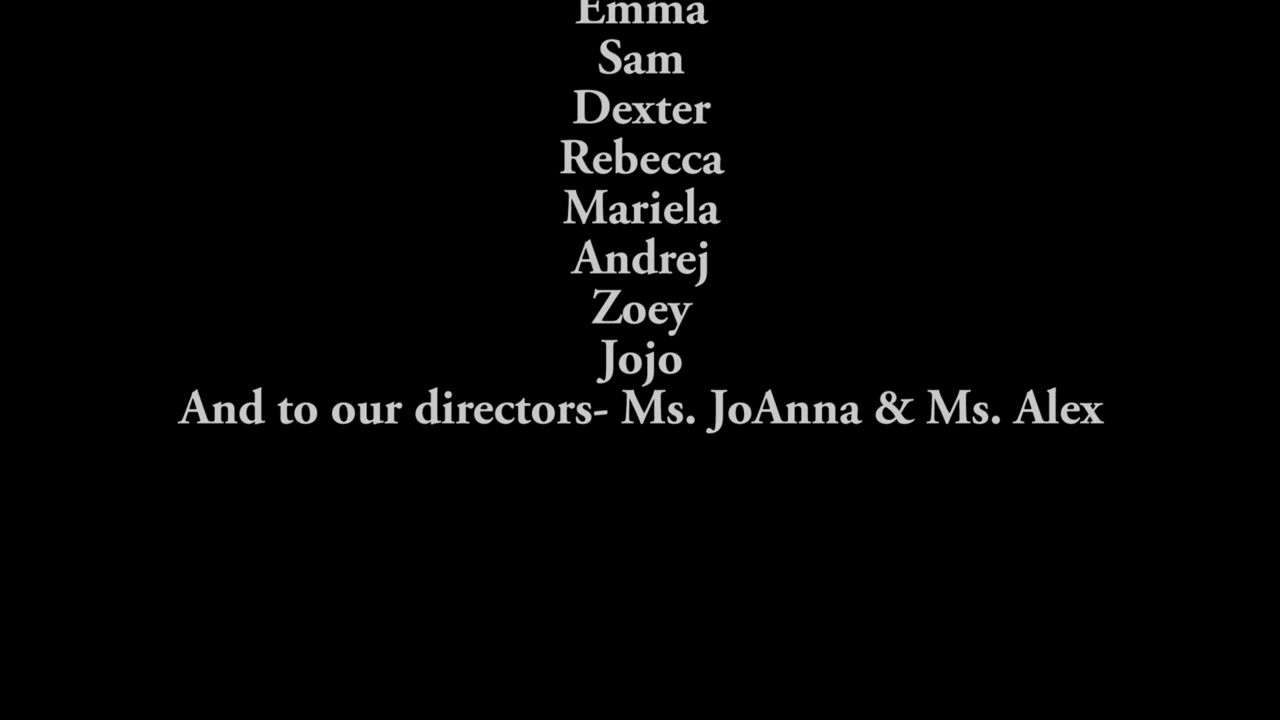 Emma
Sam
Dexter
Rebecca
Mariela
Andrej
Zoey
Jojo
And to our directors- Ms. JoAnna & Ms. Alex